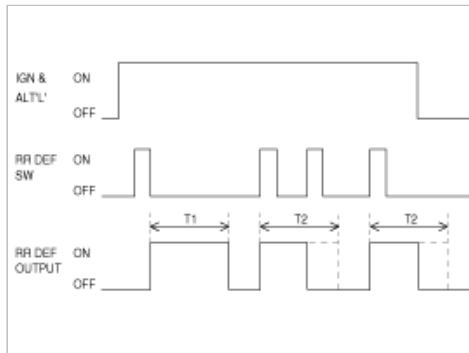 IGN & ON
ALT'L'
OFF
RR DEF ON
SW
OFF
T1 T2 T2
RR DEF ON
OUTPUT
OFF